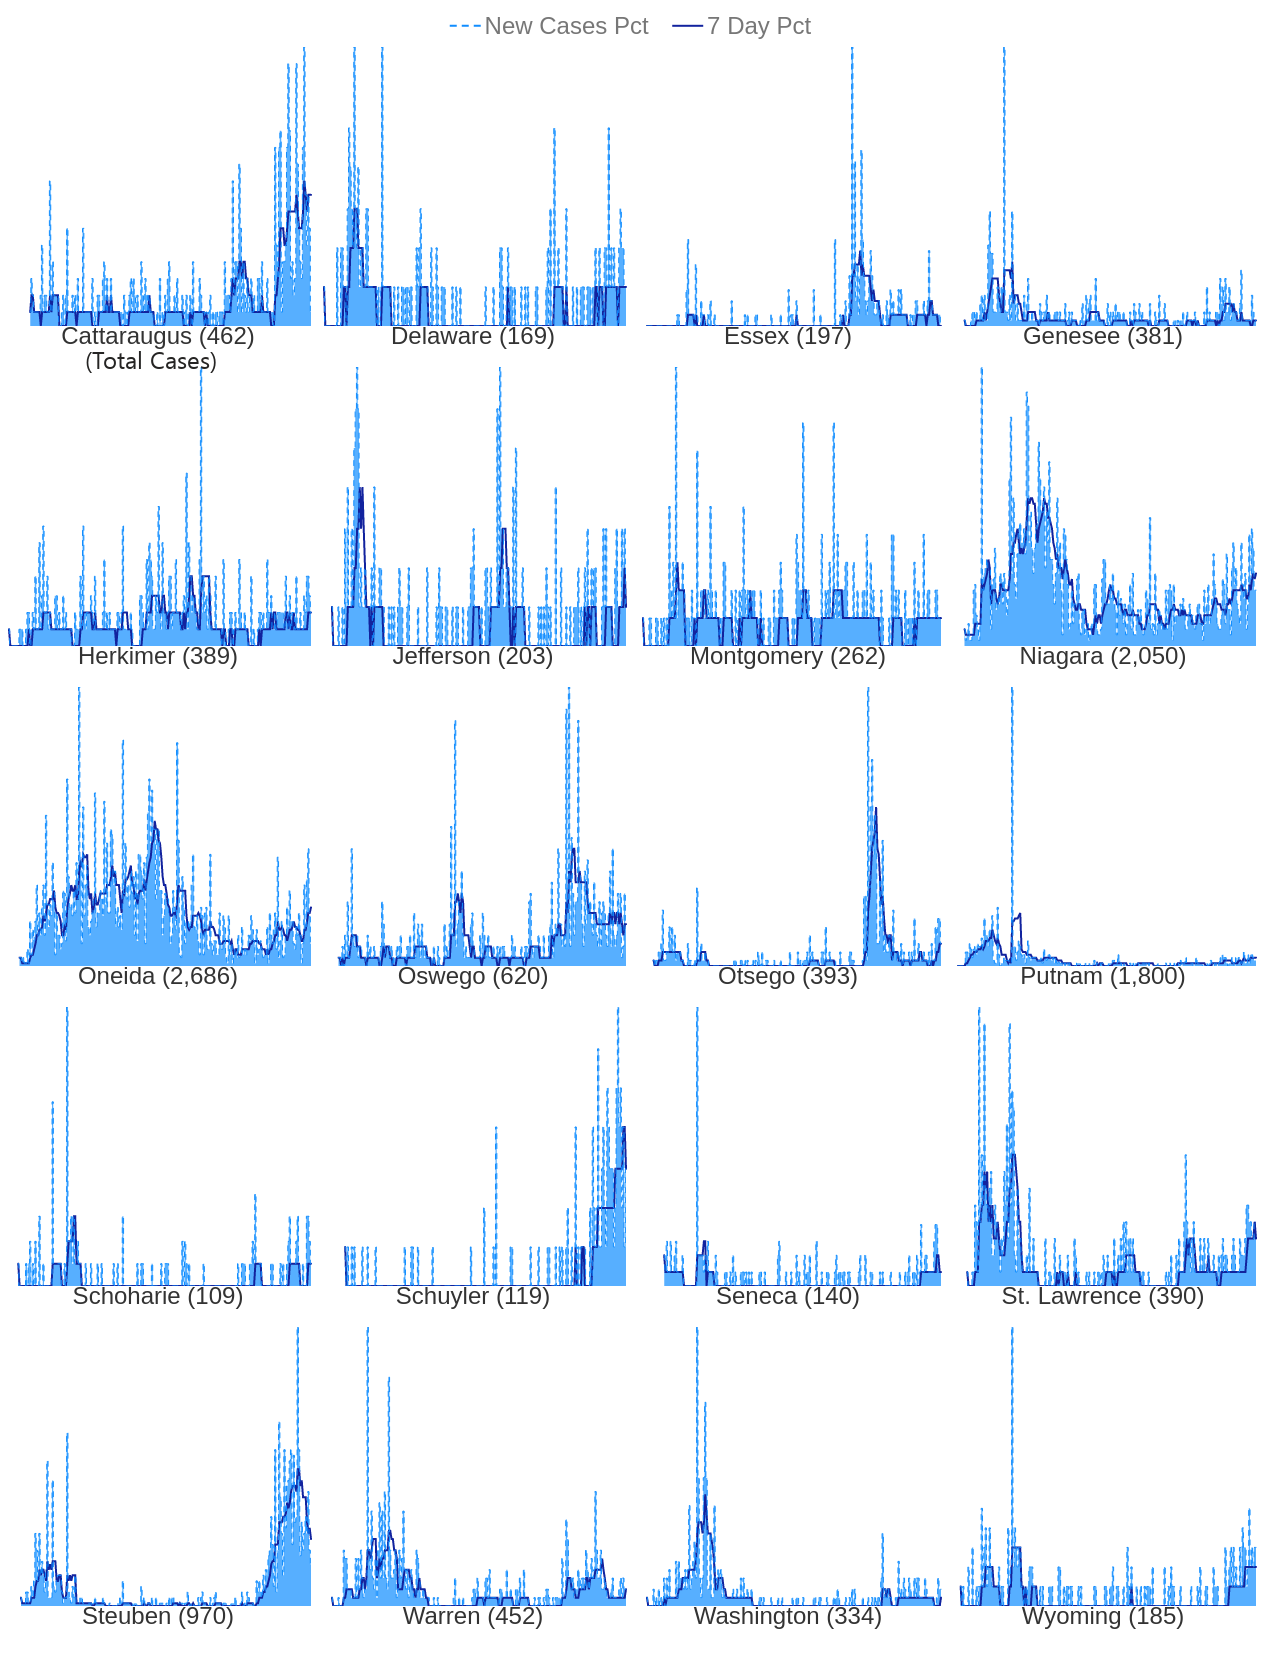 New Cases Pct 7 Day Pct
Cattaraugus (462) Delaware (169) Essex (197) Genesee (381)
(Total Cases)
Herkimer (389) Jefferson (203) Montgomery (262) Niagara (2,050)
Oneida (2,686) Oswego (620) Otsego (393) Putnam (1,800)
Schoharie (109) Schuyler (119) Seneca (140) St. Lawrence (390)
Steuben (970) Warren (452) Washington (334) Wyoming (185)